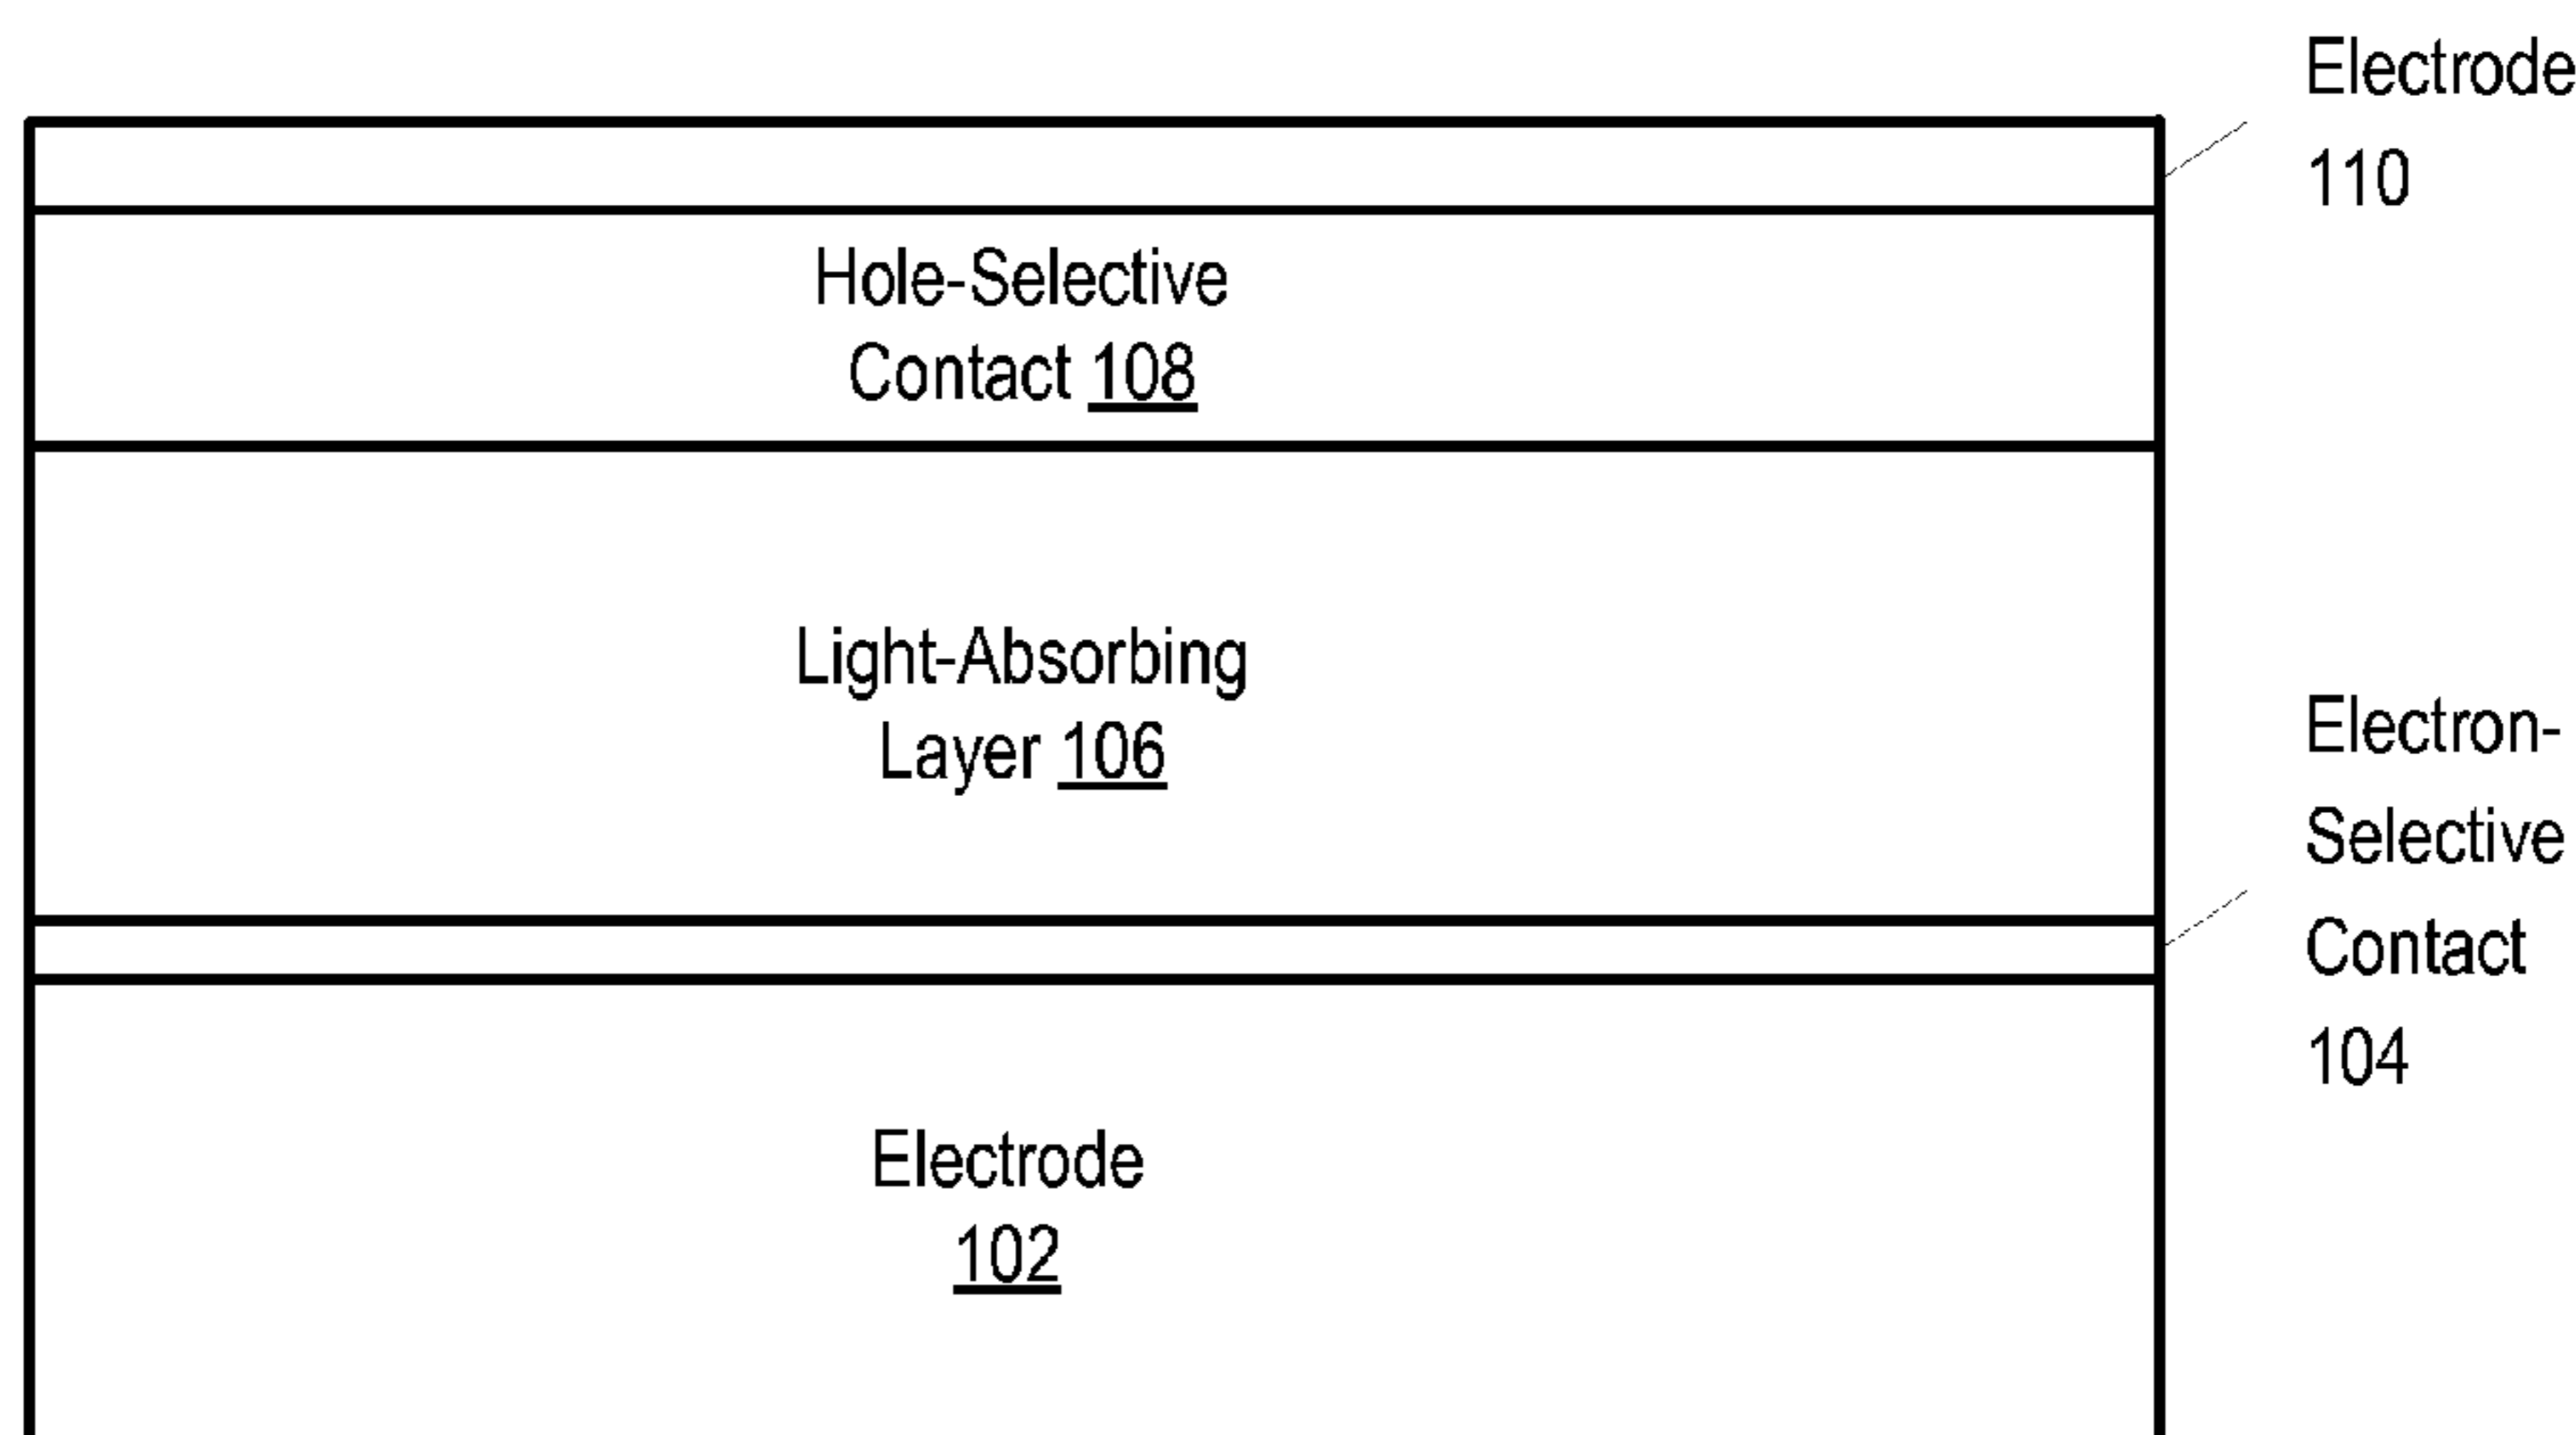 Electrode
110
Hole-Selective
Contact 108
Light-Absorbing
Layer 106
Electron-
Selective
Contact
104
Electrode
102